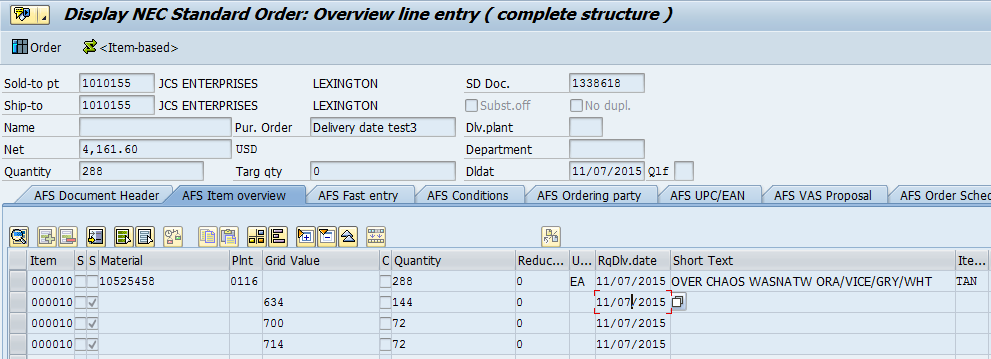 Display NEC Standard Order: Overview line entry ( complete structure )
Order <Item-based>
Sold-to pt 1010155 JCS ENTERPRISES LEXINGTON SD Doc. 1338618
Ship-to 1010155 JCS ENTERPRISES LEXINGTON Subst.off No dupl.
Name Pur. Order Delivery date test3 Dlv.plant
Net 4,161.60 USD Department
Quantity 288 Targ qty 0 Dldat 11/07/2015 Qlf
AFS Document Header AFS Item overview AFS Fast entry AFS Conditions AFS Ordering party AFS UPC/EAN AFS VAS Proposal AFS Order Sched
Item S S Material Plnt Grid Value C Quantity Reduc... U... RqDlv.date Short Text Ite...
000010 10525458 0116 288 0 EA 11/07/2015 OVER CHAOS WASNATW ORA/VICE/GRY/WHT TAN
000010 634 144 0 11/07/2015
000010 700 72 0 11/07/2015
000010 714 72 0 11/07/2015